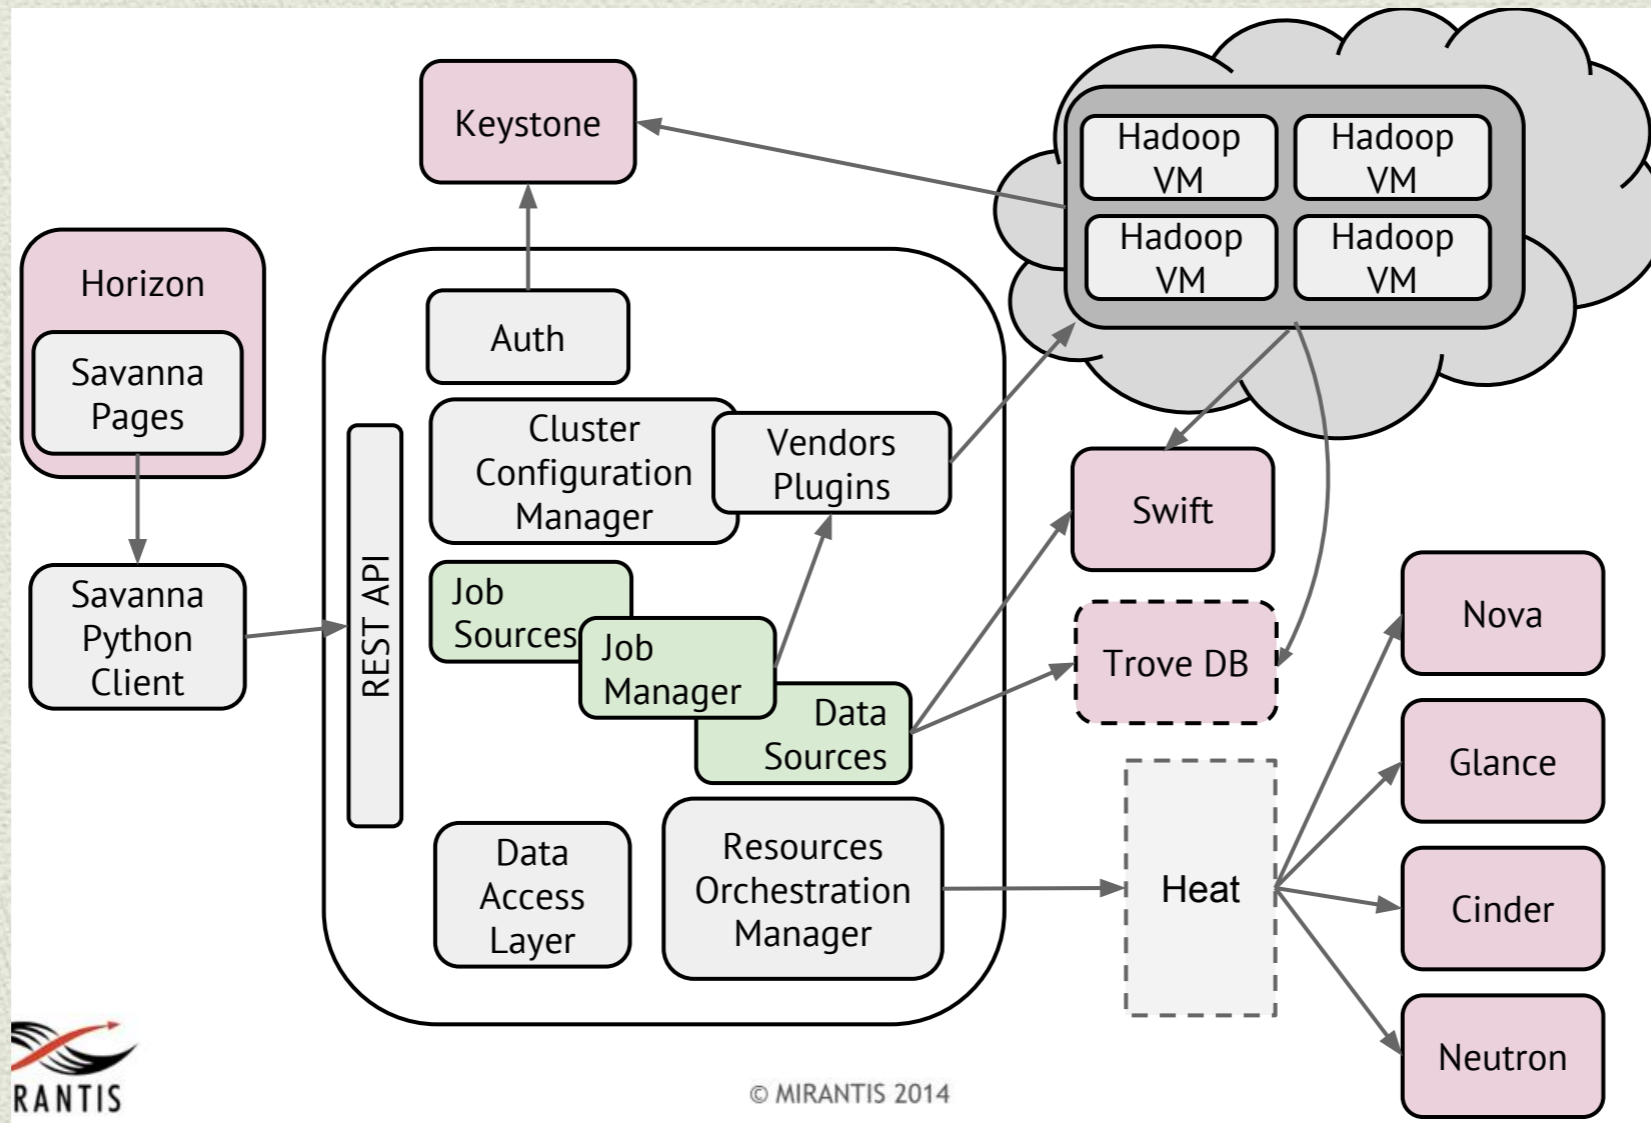 Keystone
Hadoop
VM
Hadoop
VM
Hadoop
VM
Hadoop
VM
Horizon
Savanna
Pages
Savanna
Python
Client
REST API
Auth
Cluster
Configuration
Manager
Vendors
Plugins
Job
Sources
Job
Manager
Data
Sources
Data
Access
Layer
Resources
Orchestration
Manager
Swift
Trove DB
Heat
Nova
Glance
Cinder
Neutron
RANTIS
© MIRANTIS 2014